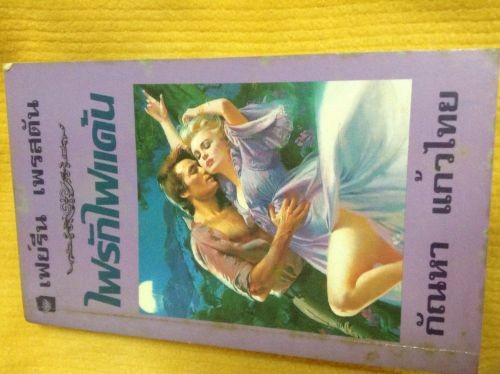 เฟย์รีน เพรสตัน
ไฟรักไฟแค้น
กัณหา แก้วไทย